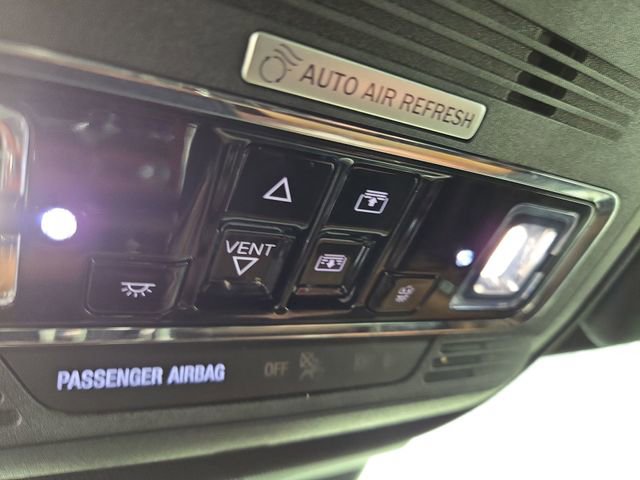 AUTO AIR REFRESH
VENT
PASSENGER AIRBAG OFF